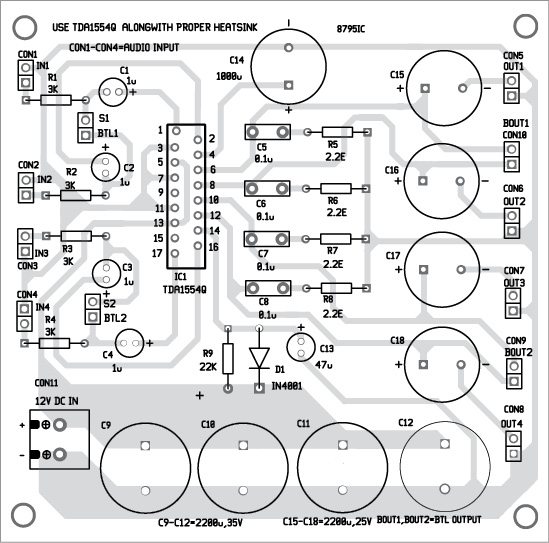 USE TDA1554Q ALONGWITH PROPER HEATSINK
8795IC
CON1-CON4=AUDIO INPUT
CON1
IN1
R1
3K
C1
1u
+
S1
BTL1
C2
1u
+
CON2
IN2
R2
3K
R3
3K
IN3
CON3
C3
1u
+
S2
BTL2
CON4
IN4
R4
3K
C4
1u
+
1
3
5
7
9
11
13
15
17
2
4
6
8
10
12
14
16
IC1
TDA1554Q
−
C14
1000u
+
C5
0.1u
R5
2.2E
C6
0.1u
R6
2.2E
C7
0.1u
R7
2.2E
C8
0.1u
R8
2.2E
C15
+
−
C16
+
−
C17
+
−
C18
+
−
CON5
OUT1
BOUT1
CON10
CON6
OUT2
CON7
OUT3
CON9
BOUT2
CON8
OUT4
R9
22K
D1
IN4001
+
C13
47u
+
CON11
12V DC IN
+
−
C9
C10
C11
C12
C9-C12=2200u,35V
C15-C18=2200u,25V
BOUT1,BOUT2=BTL OUTPUT